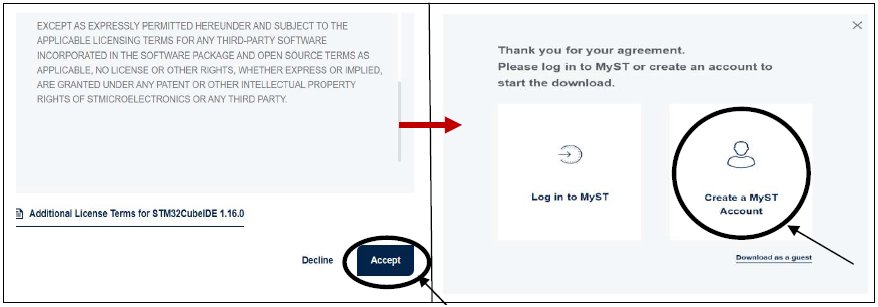 EXCEPT AS EXPRESSLY PERMITTED HEREUNDER AND SUBJECT TO THE
APPLICABLE LICENSING TERMS FOR ANY THIRD-PARTY SOFTWARE
INCORPORATED IN THE SOFTWARE PACKAGE AND OPEN SOURCE TERMS AS
APPLICABLE, NO LICENSE OR OTHER RIGHTS, WHETHER EXPRESS OR IMPLIED,
ARE GRANTED UNDER ANY PATENT OR OTHER INTELLECTUAL PROPERTY
RIGHTS OF STMICROELECTRONICS OR ANY THIRD PARTY.
Additional License Terms for STM32CubeIDE 1.16.0
Decline
Accept
Thank you for your agreement.
Please log in to MyST or create an account to
start the download.
Log in to MyST
Create a MyST
Account
Download as a guest